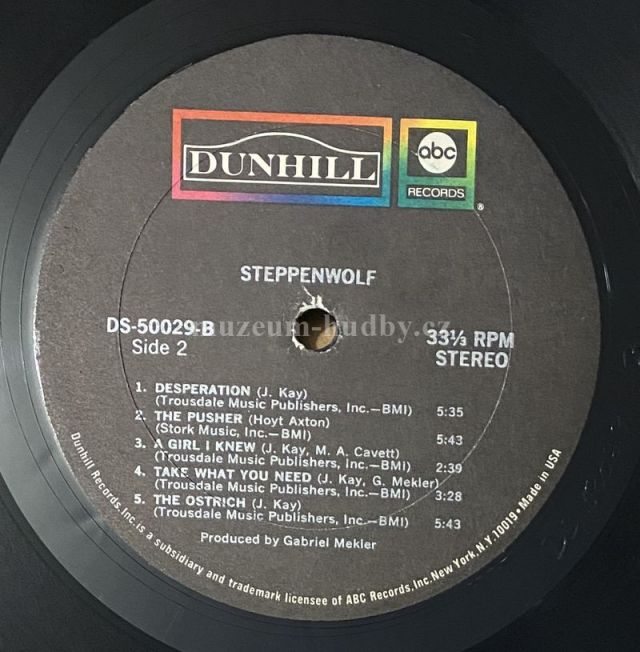 DUNHILL
abc
RECORDS
®
STEPPENWOLF
muzeum-hudby.cz
DS-50029-B
Side 2
33⅓ RPM
STEREO
1. DESPERATION (J. Kay)
(Trousdale Music Publishers, Inc.—BMI) 5:35
2. THE PUSHER (Hoyt Axton)
(Stork Music, Inc.—BMI) 5:43
3. A GIRL I KNEW (J. Kay, M. A. Cavett)
(Trousdale Music Publishers, Inc.—BMI) 2:39
4. TAKE WHAT YOU NEED (J. Kay, G. Mekler)
(Trousdale Music Publishers, Inc.—BMI) 3:28
5. THE OSTRICH (J. Kay)
(Trousdale Music Publishers, Inc.—BMI) 5:43
Produced by Gabriel Mekler
Dunhill Records, Inc. is a subsidiary and trademark licensee of ABC Records, Inc. New York, N.Y. 10019 • Made in USA